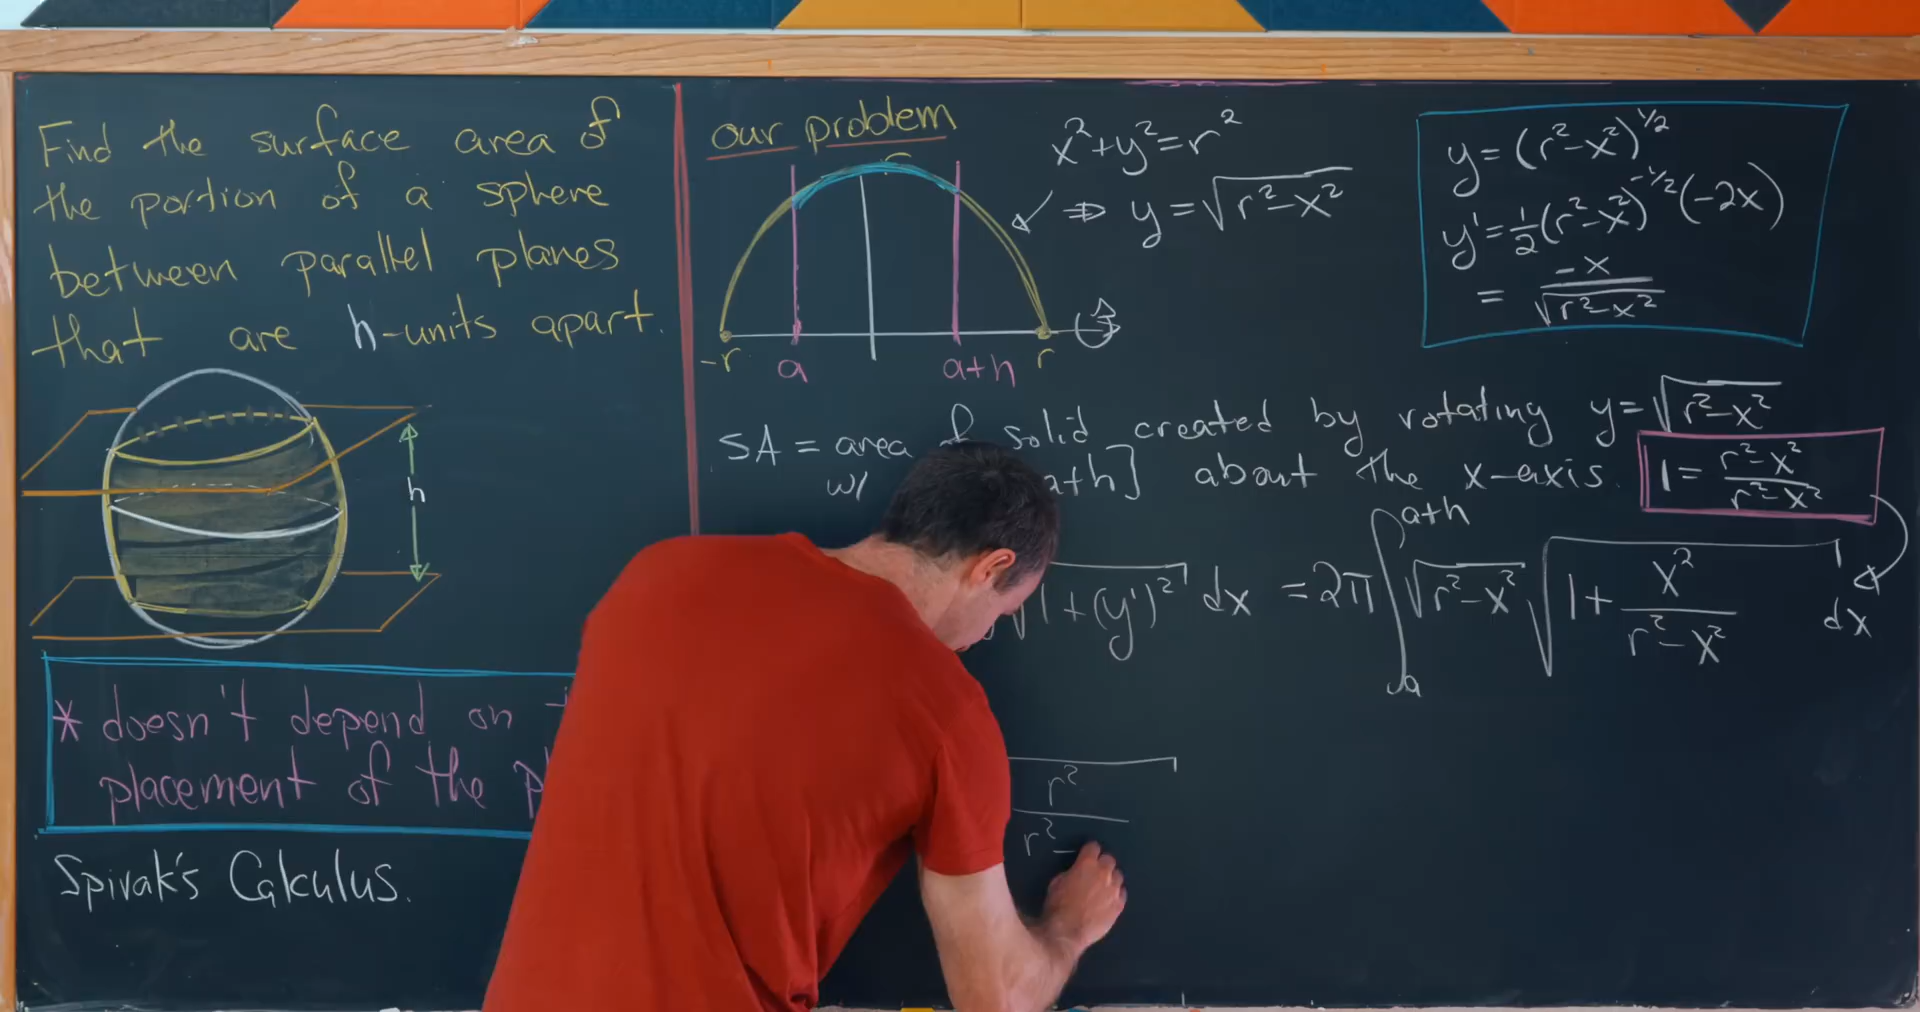 Find the surface area of
the portion of a sphere
between parallel planes
that are h-units apart.
h
* doesn't depend on
placement of the
Spivak's Calculus.
our problem
r
-r
a
a+h
r
x²+y²=r²
⇒ y=√(r²-x²)
y=(r²-x²)^1/2
y'=½(r²-x²)^-1/2(-2x)
= -x/√(r²-x²)
SA = area of solid created by rotating y=√(r²-x²)
w/ a+h] about the x-axis.
1=(r²-x²)/(r²-x²)
√(1+(y')²) dx =2π∫_a^(a+h) √(r²-x²) √(1+x²/(r²-x²)) dx
r²
r²-